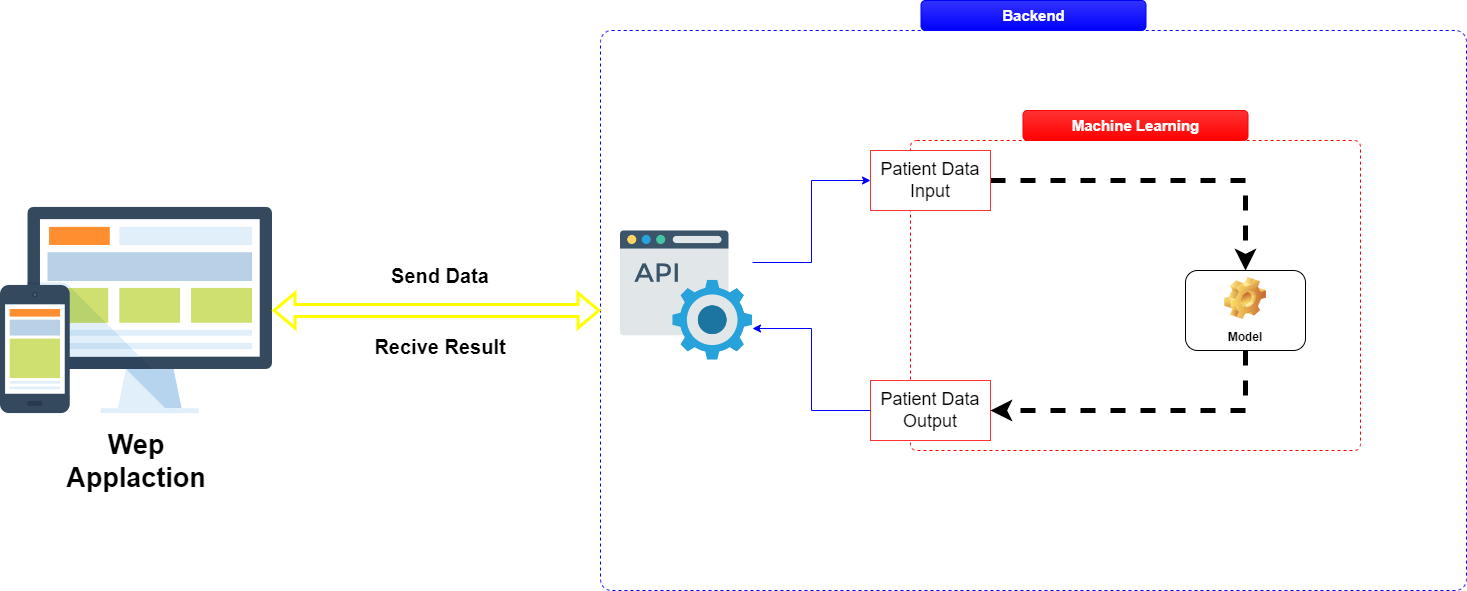 Backend
Machine Learning
Patient Data
Input
API
Send Data
Recive Result
Model
Patient Data
Output
Wep
Applaction